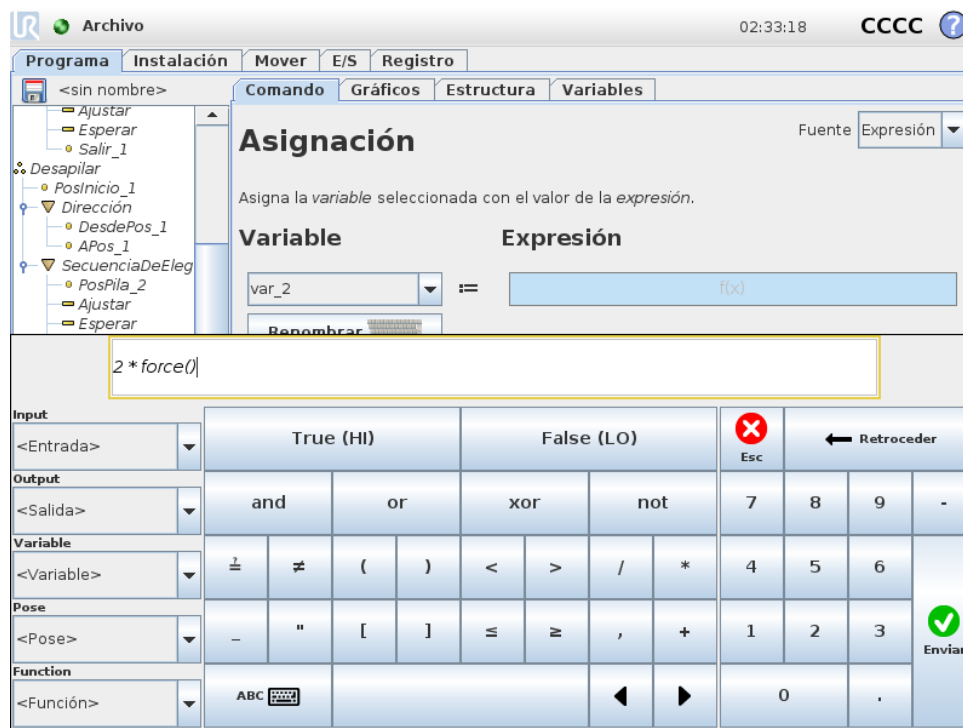 UR Archivo 02:33:18 CCCC ?
Programa Instalación Mover E/S Registro
<sin nombre> Comando Gráficos Estructura Variables
Ajustar
Esperar
Salir_1
Desapilar
PosInicio_1
Dirección
DesdePos_1
APos_1
SecuenciaDeEleg
PosPila_2
Ajustar
Esperar
Asignación
Fuente Expresión
Asigna la variable seleccionada con el valor de la expresión.
Variable Expresión
var_2 := f(x)
Renombrar
2 * force()
Input
<Entrada>
Output
<Salida>
Variable
<Variable>
Pose
<Pose>
Function
<Función>
True (HI) False (LO) Esc Retroceder
and or xor not 7 8 9 -
≟ ≠ ( ) < > / * 4 5 6
_ " [ ] ≤ ≥ , + 1 2 3 Enviar
ABC 0 .